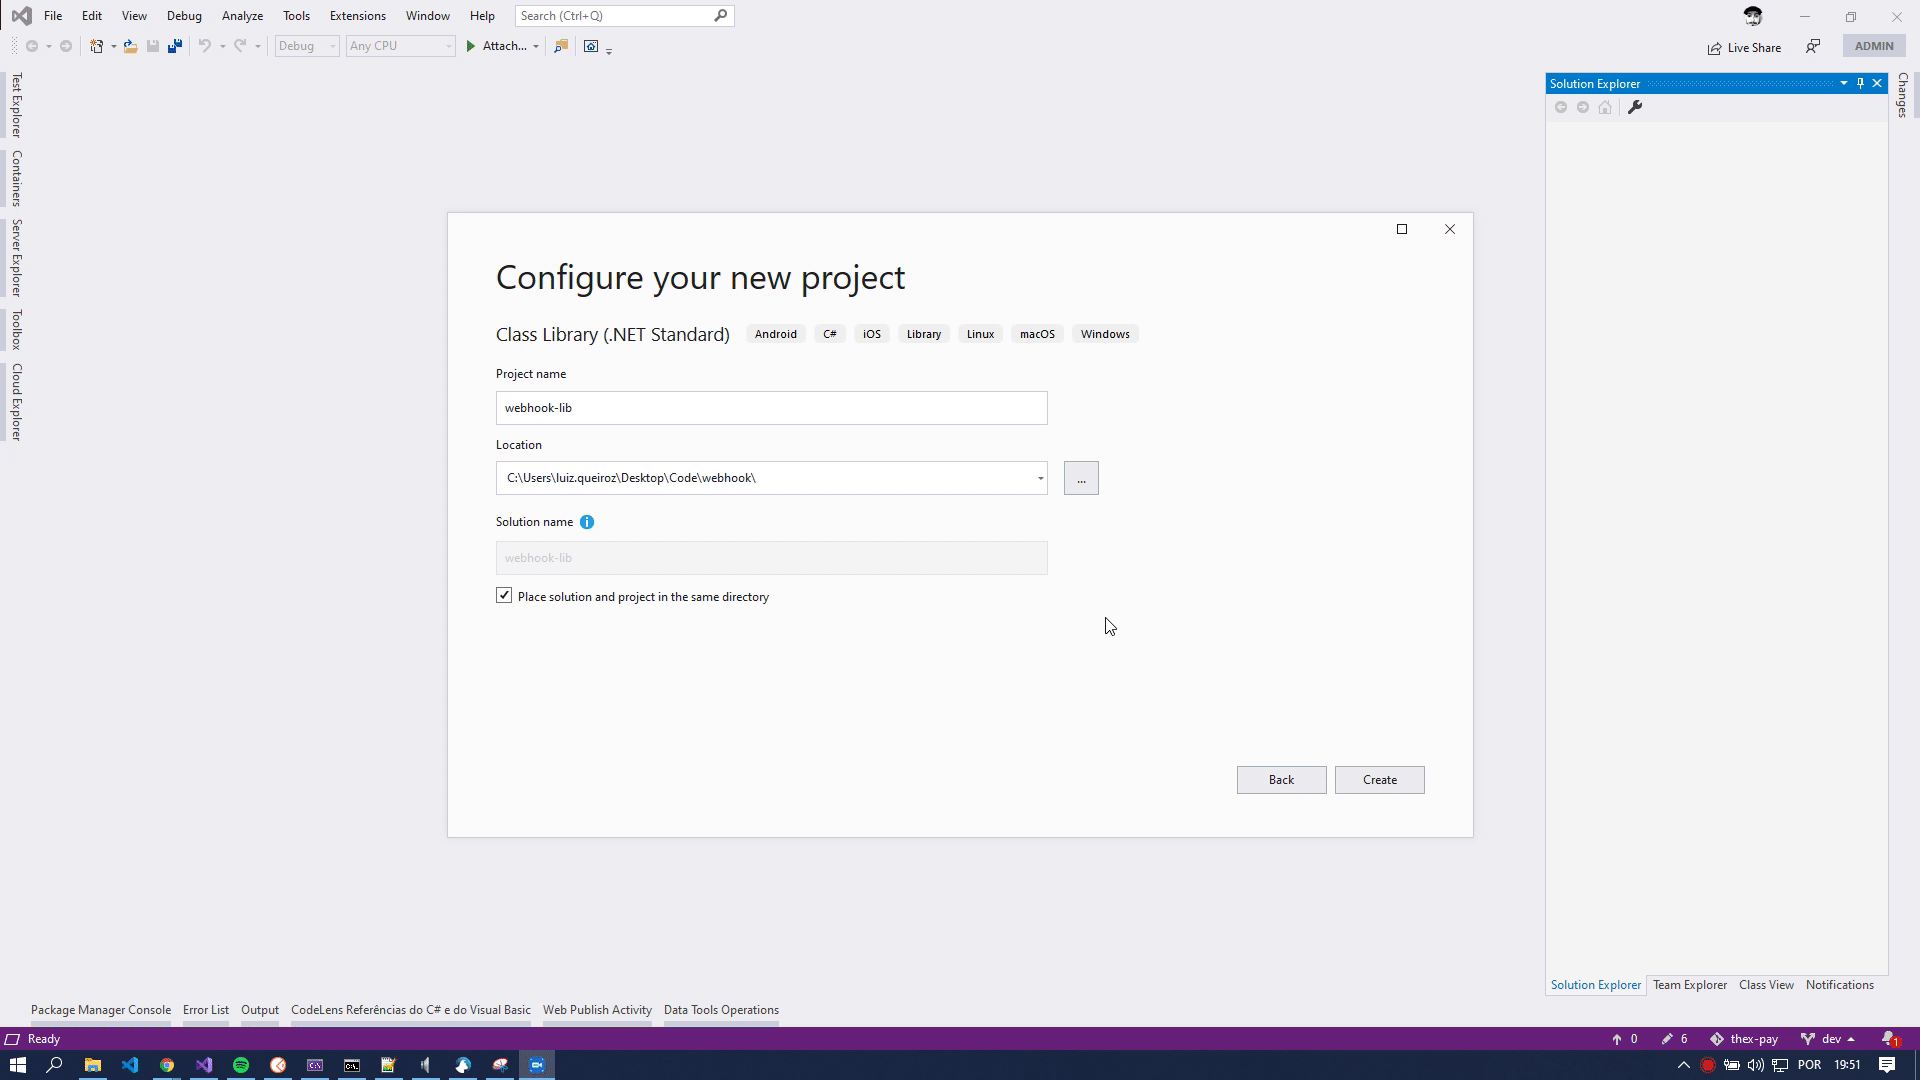 File Edit View Debug Analyze Tools Extensions Window Help Search (Ctrl+Q)
Debug Any CPU Attach... Live Share ADMIN
Test Explorer
Containers
Server Explorer
Toolbox
Cloud Explorer
Solution Explorer
Changes
Configure your new project
Class Library (.NET Standard) Android C# iOS Library Linux macOS Windows
Project name
webhook-lib
Location
C:\Users\luiz.queiroz\Desktop\Code\webhook\
...
Solution name
webhook-lib
Place solution and project in the same directory
Back Create
Solution Explorer Team Explorer Class View Notifications
Package Manager Console Error List Output CodeLens Referências do C# e do Visual Basic Web Publish Activity Data Tools Operations
Ready 0 6 thex-pay dev 1
POR 19:51